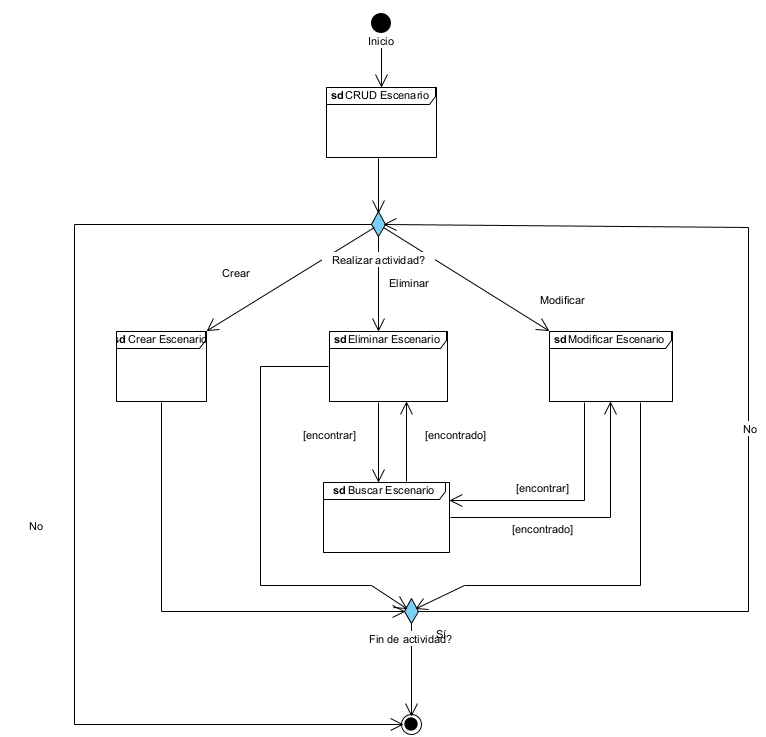 Inicio
sd CRUD Escenario
Realizar actividad?
Crear
Eliminar
Modificar
sd Crear Escenario
sd Eliminar Escenario
sd Modificar Escenario
No
[encontrar]
[encontrado]
sd Buscar Escenario
[encontrar]
[encontrado]
No
Sí
Fin de actividad?